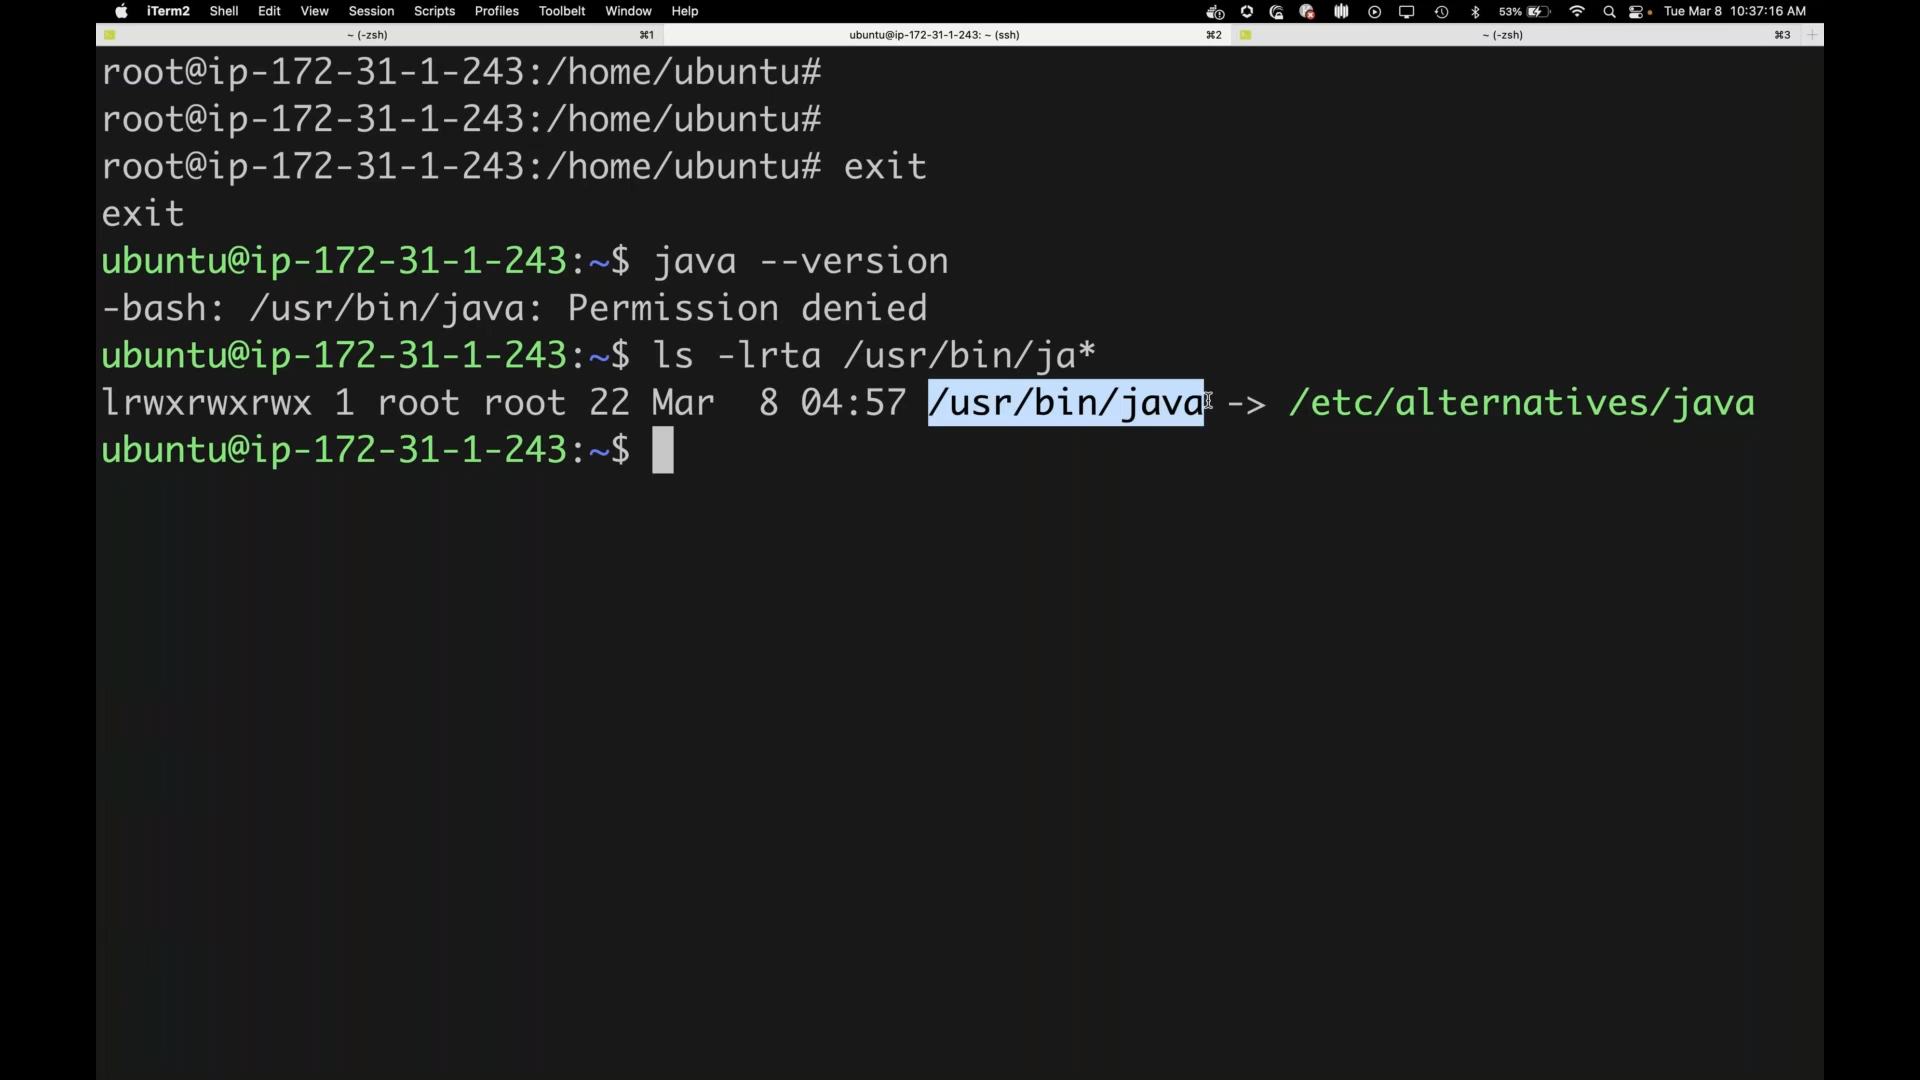 iTerm2 Shell Edit View Session Scripts Profiles Toolbelt Window Help 53% Tue Mar 8 10:37:16 AM
~ (-zsh) ⌘1 ubuntu@ip-172-31-1-243: ~ (ssh) ⌘2 ~ (-zsh) ⌘3
root@ip-172-31-1-243:/home/ubuntu#
root@ip-172-31-1-243:/home/ubuntu#
root@ip-172-31-1-243:/home/ubuntu# exit
exit
ubuntu@ip-172-31-1-243:~$ java --version
-bash: /usr/bin/java: Permission denied
ubuntu@ip-172-31-1-243:~$ ls -lrta /usr/bin/ja*
lrwxrwxrwx 1 root root 22 Mar  8 04:57 /usr/bin/java -> /etc/alternatives/java
ubuntu@ip-172-31-1-243:~$